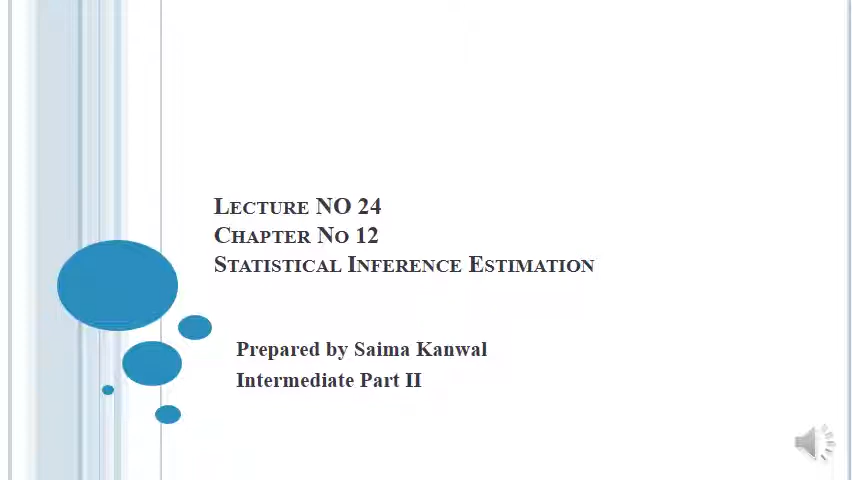 LECTURE NO 24
CHAPTER NO 12
STATISTICAL INFERENCE ESTIMATION
Prepared by Saima Kanwal
Intermediate Part II